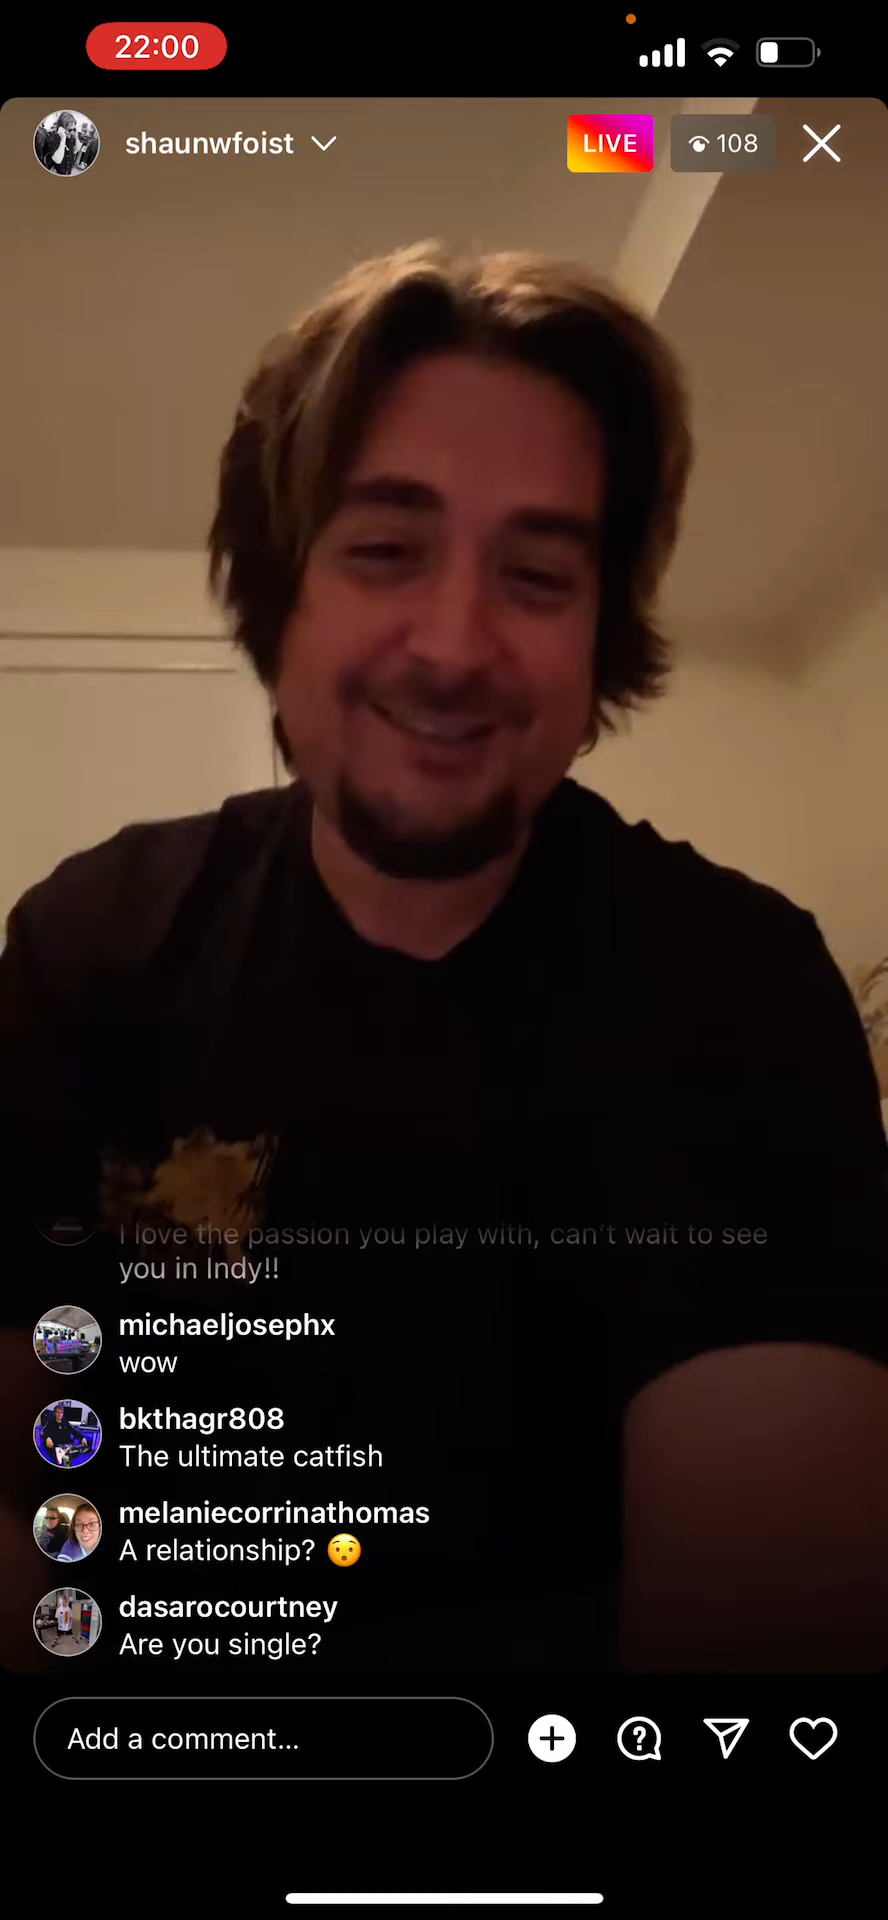 22:00
shaunwfoist
LIVE
108
I love the passion you play with, can't wait to see
you in Indy!!
michaeljosephx
wow
bkthagr808
The ultimate catfish
melaniecorrinathomas
A relationship? 😯
dasarocourtney
Are you single?
Add a comment...